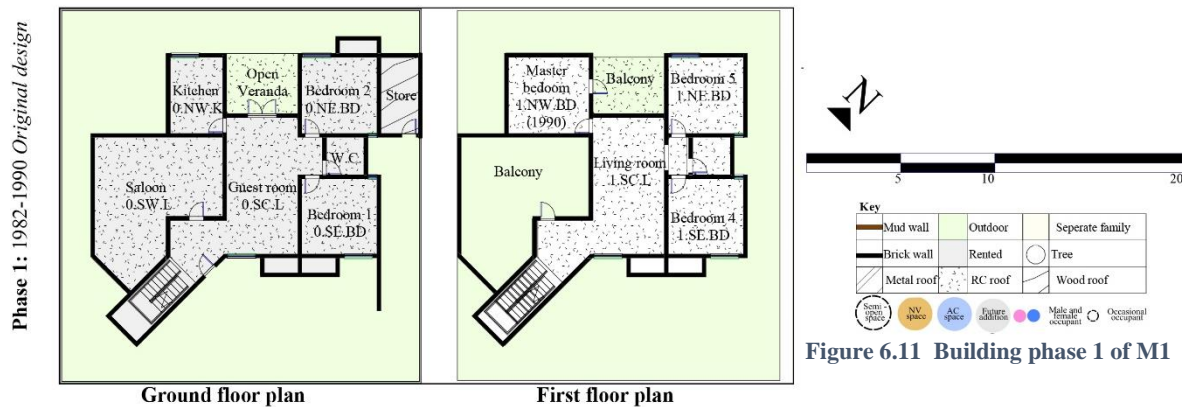 Phase 1: 1982-1990 Original design
Kitchen
0.NW.K
Open
Veranda
Bedroom 2
0.NE.BD
Store
W.C
Saloon
0.SW.L
Guest room
0.SC.L
Bedroom 1
0.SE.BD
Ground floor plan
Master
bedoom
1.NW.BD
(1990)
Balcony
Bedroom 5
1.NE.BD
Balcony
Living room
1.SC.L
Bedroom 4
1.SE.BD
First floor plan
N
5 10 20
Key
Mud wall Outdoor Seperate family
Brick wall Rented Tree
Metal roof RC roof Wood roof
Semi-
open
space
NV
space
AC
space
Future
addition
Male and
female
occupant
Occasional
occupant
Figure 6.11 Building phase 1 of M1